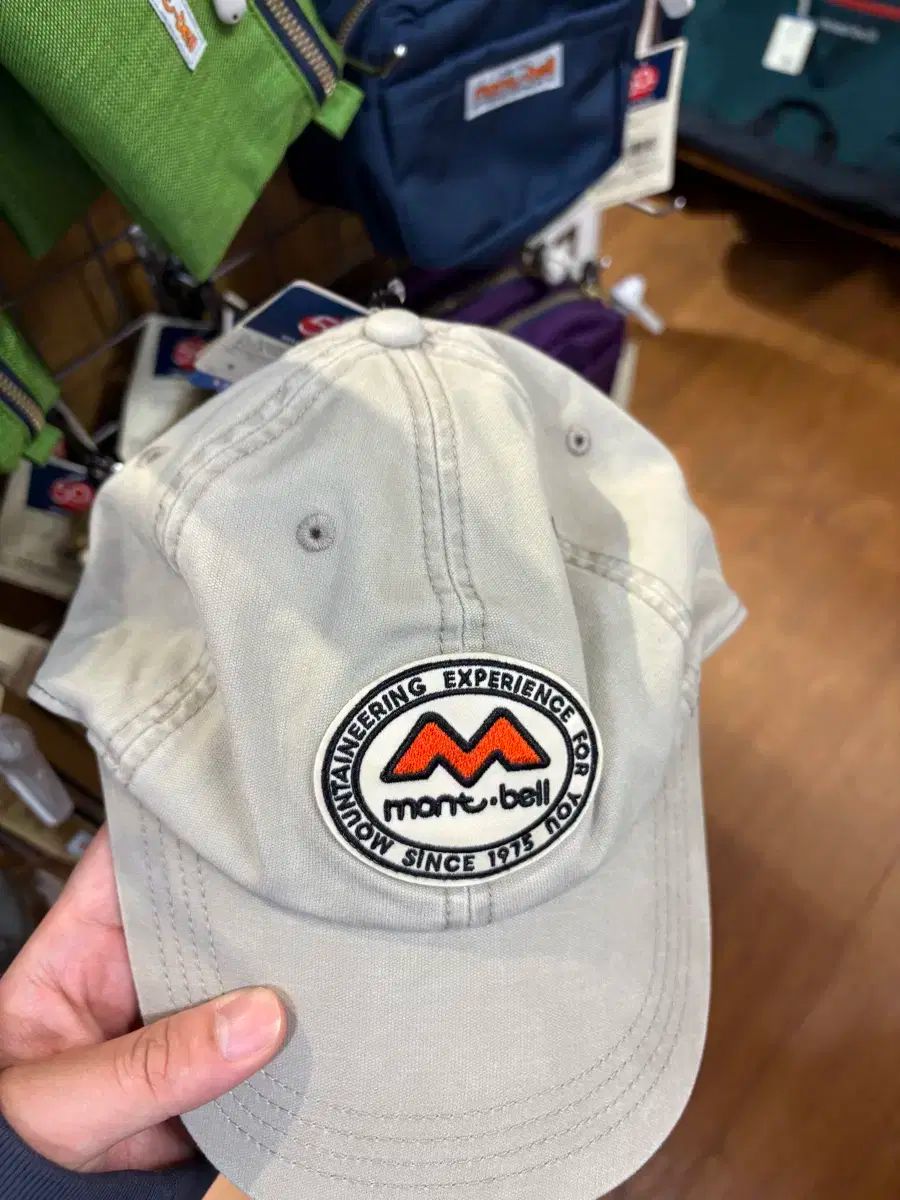 mont-bell
MOUNTAINEERING EXPERIENCE FOR YOU
SINCE 1975
mont·bell